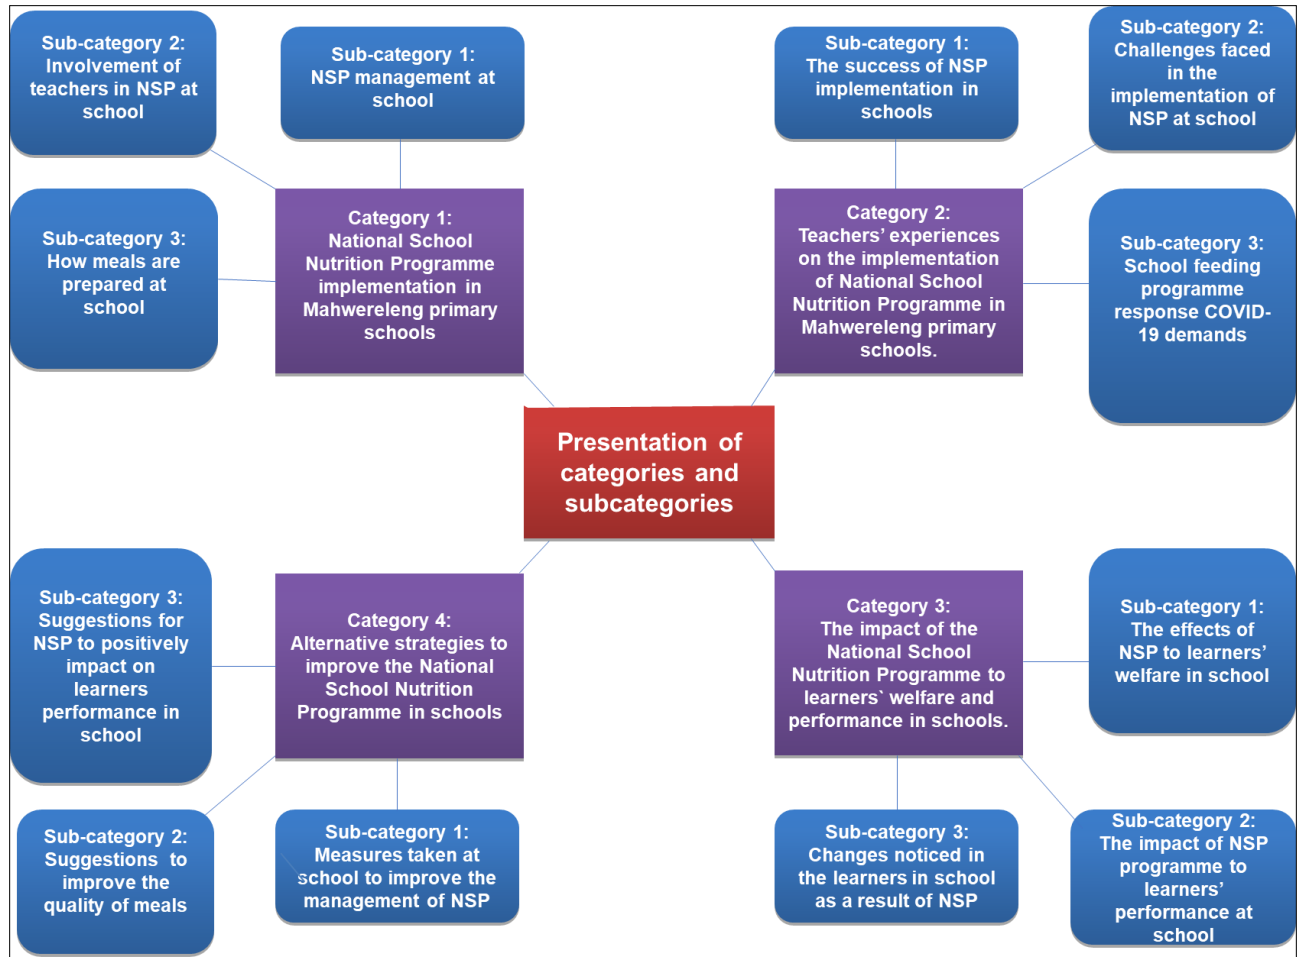 Sub-category 2:
Involvement of
teachers in NSP at
school
Sub-category 1:
NSP management at
school
Sub-category 1:
The success of NSP
implementation in
schools
Sub-category 2:
Challenges faced
in the
implementation of
NSP at school
Sub-category 3:
How meals are
prepared at
school
Category 1:
National School
Nutrition Programme
implementation in
Mahwereleng primary
schools
Category 2:
Teachers’ experiences
on the implementation
of National School
Nutrition Programme in
Mahwereleng primary
schools.
Sub-category 3:
School feeding
programme
response COVID-
19 demands
Presentation of
categories and
subcategories
Sub-category 3:
Suggestions for
NSP to positively
impact on
learners
performance in
school
Category 4:
Alternative strategies to
improve the National
School Nutrition
Programme in schools
Category 3:
The impact of the
National School
Nutrition Programme to
learners` welfare and
performance in schools.
Sub-category 1:
The effects of
NSP to learners’
welfare in school
Sub-category 2:
Suggestions to
improve the
quality of meals
Sub-category 1:
Measures taken at
school to improve the
management of NSP
Sub-category 3:
Changes noticed in
the learners in school
as a result of NSP
Sub-category 2:
The impact of NSP
programme to
learners’
performance at
school